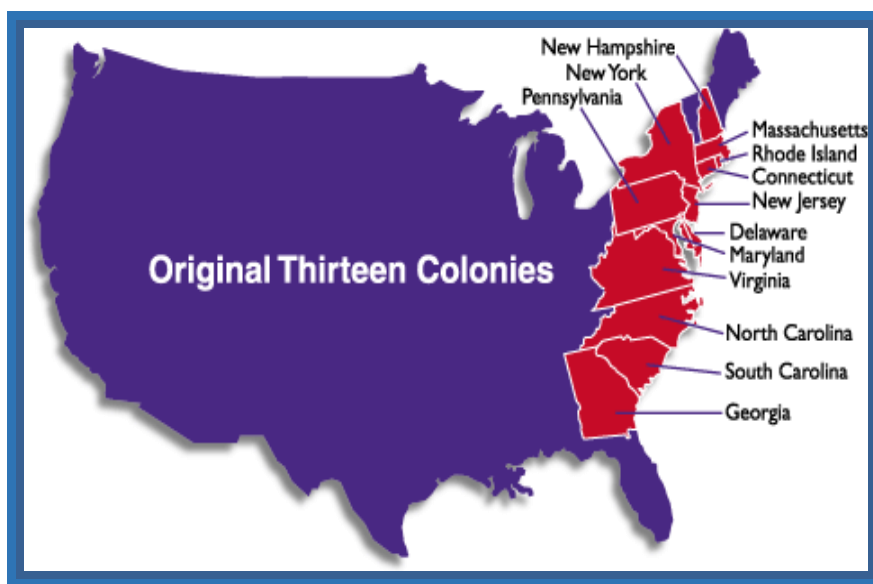 New Hampshire
New York
Pennsylvania
Massachusetts
Rhode Island
Connecticut
New Jersey
Delaware
Maryland
Virginia
Original Thirteen Colonies
North Carolina
South Carolina
Georgia